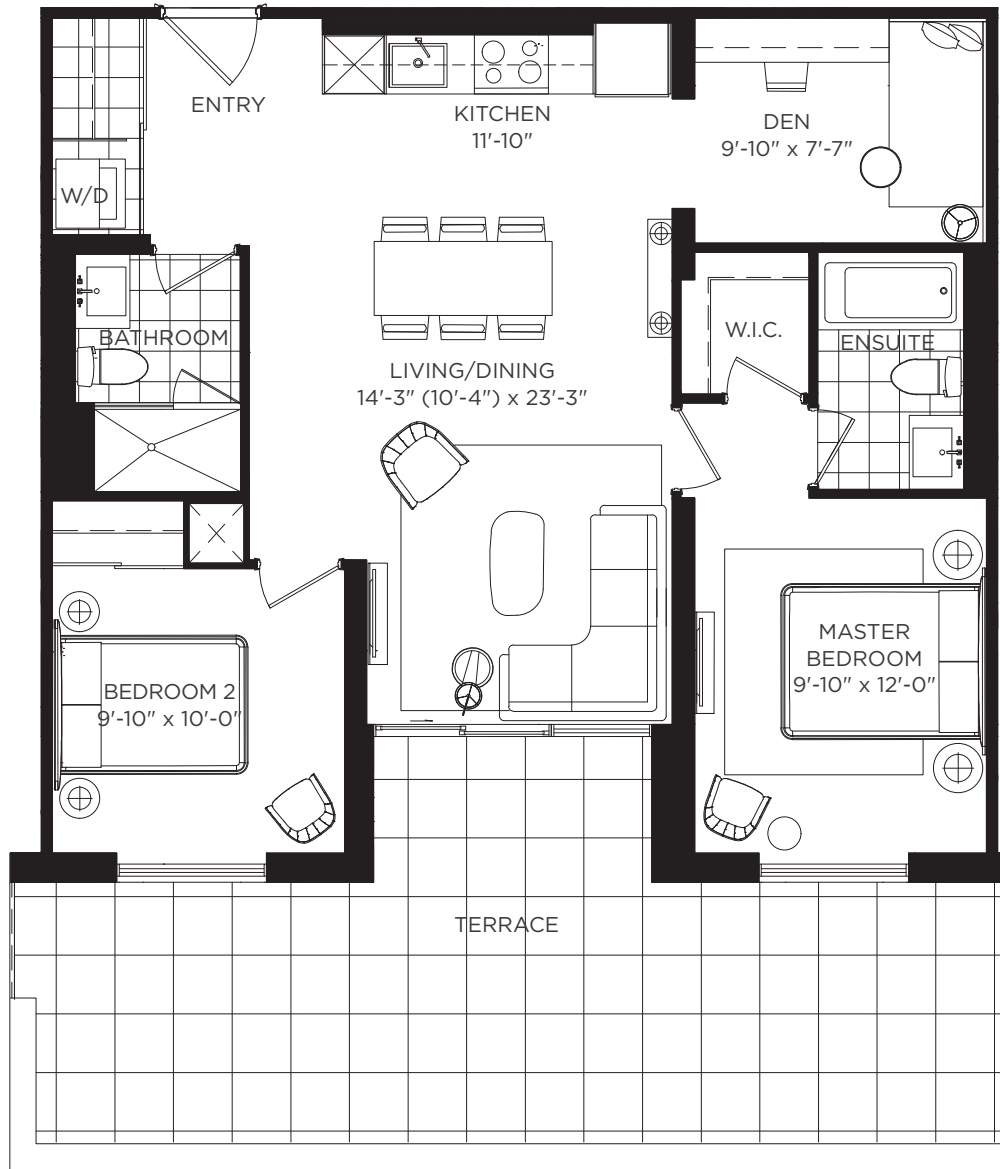 ENTRY
KITCHEN
11'-10"
DEN
9'-10" x 7'-7"
W/D
BATHROOM
W.I.C.
ENSUITE
LIVING/DINING
14'-3" (10'-4") x 23'-3"
MASTER
BEDROOM
9'-10" x 12'-0"
BEDROOM 2
9'-10" x 10'-0"
TERRACE